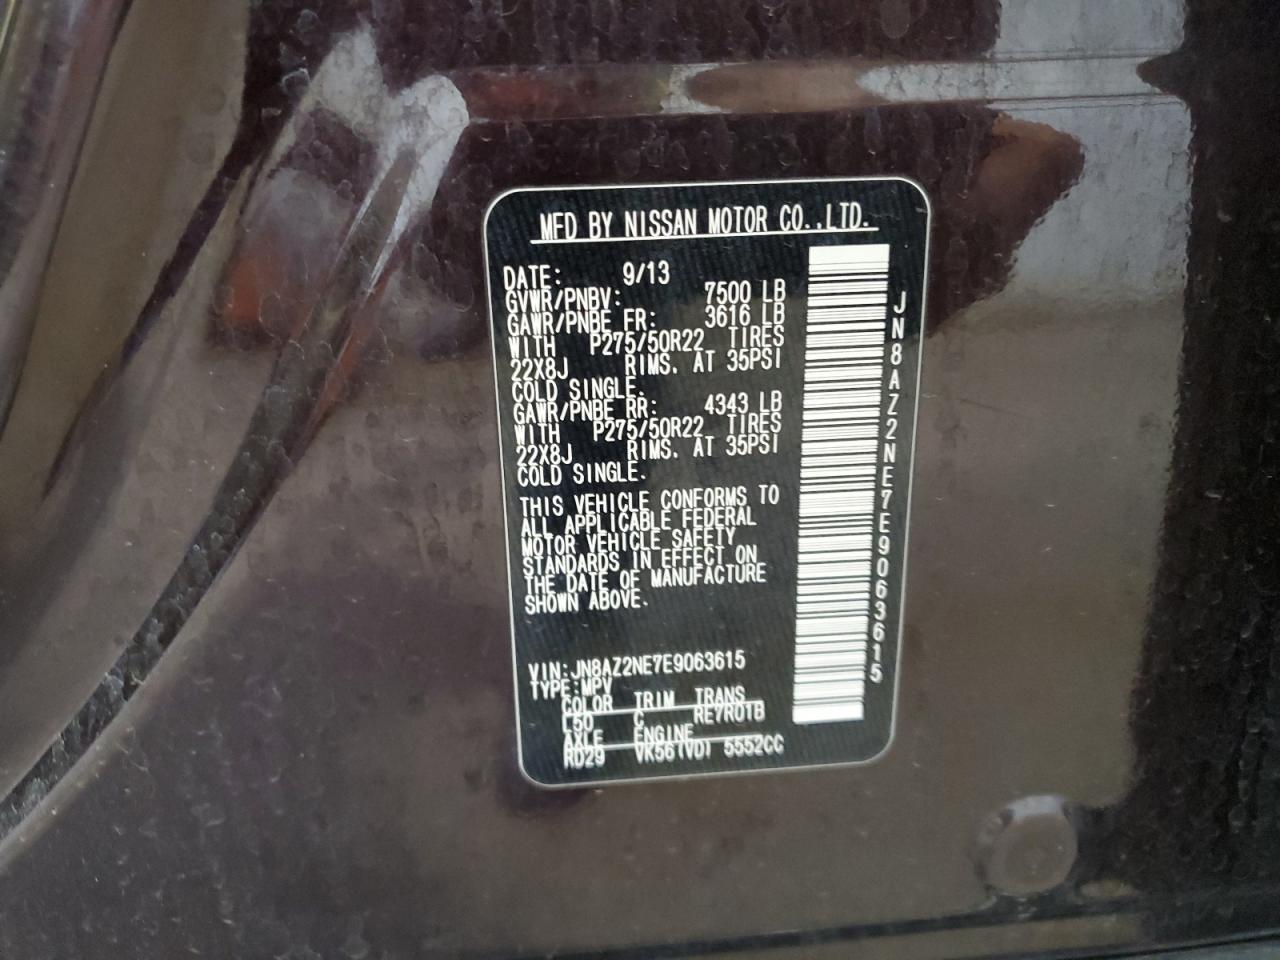 MFD BY NISSAN MOTOR CO.,LTD.
DATE: 9/13
GVWR/PNBV: 7500 LB
GAWR/PNBE FR: 3616 LB
WITH P275/50R22 TIRES
22X8J RIMS. AT 35PSI
COLD SINGLE.
GAWR/PNBE RR: 4343 LB
WITH P275/50R22 TIRES
22X8J RIMS. AT 35PSI
COLD SINGLE.
THIS VEHICLE CONFORMS TO
ALL APPLICABLE FEDERAL
MOTOR VEHICLE SAFETY
STANDARDS IN EFFECT ON
THE DATE OF MANUFACTURE
SHOWN ABOVE.
VIN:JN8AZ2NE7E9063615
TYPE:MPV
COLOR TRIM TRANS
L50 C RE7R01B
AXLE ENGINE
RD29 VK56(VD) 5552CC
JN8AZ2NE7E9063615